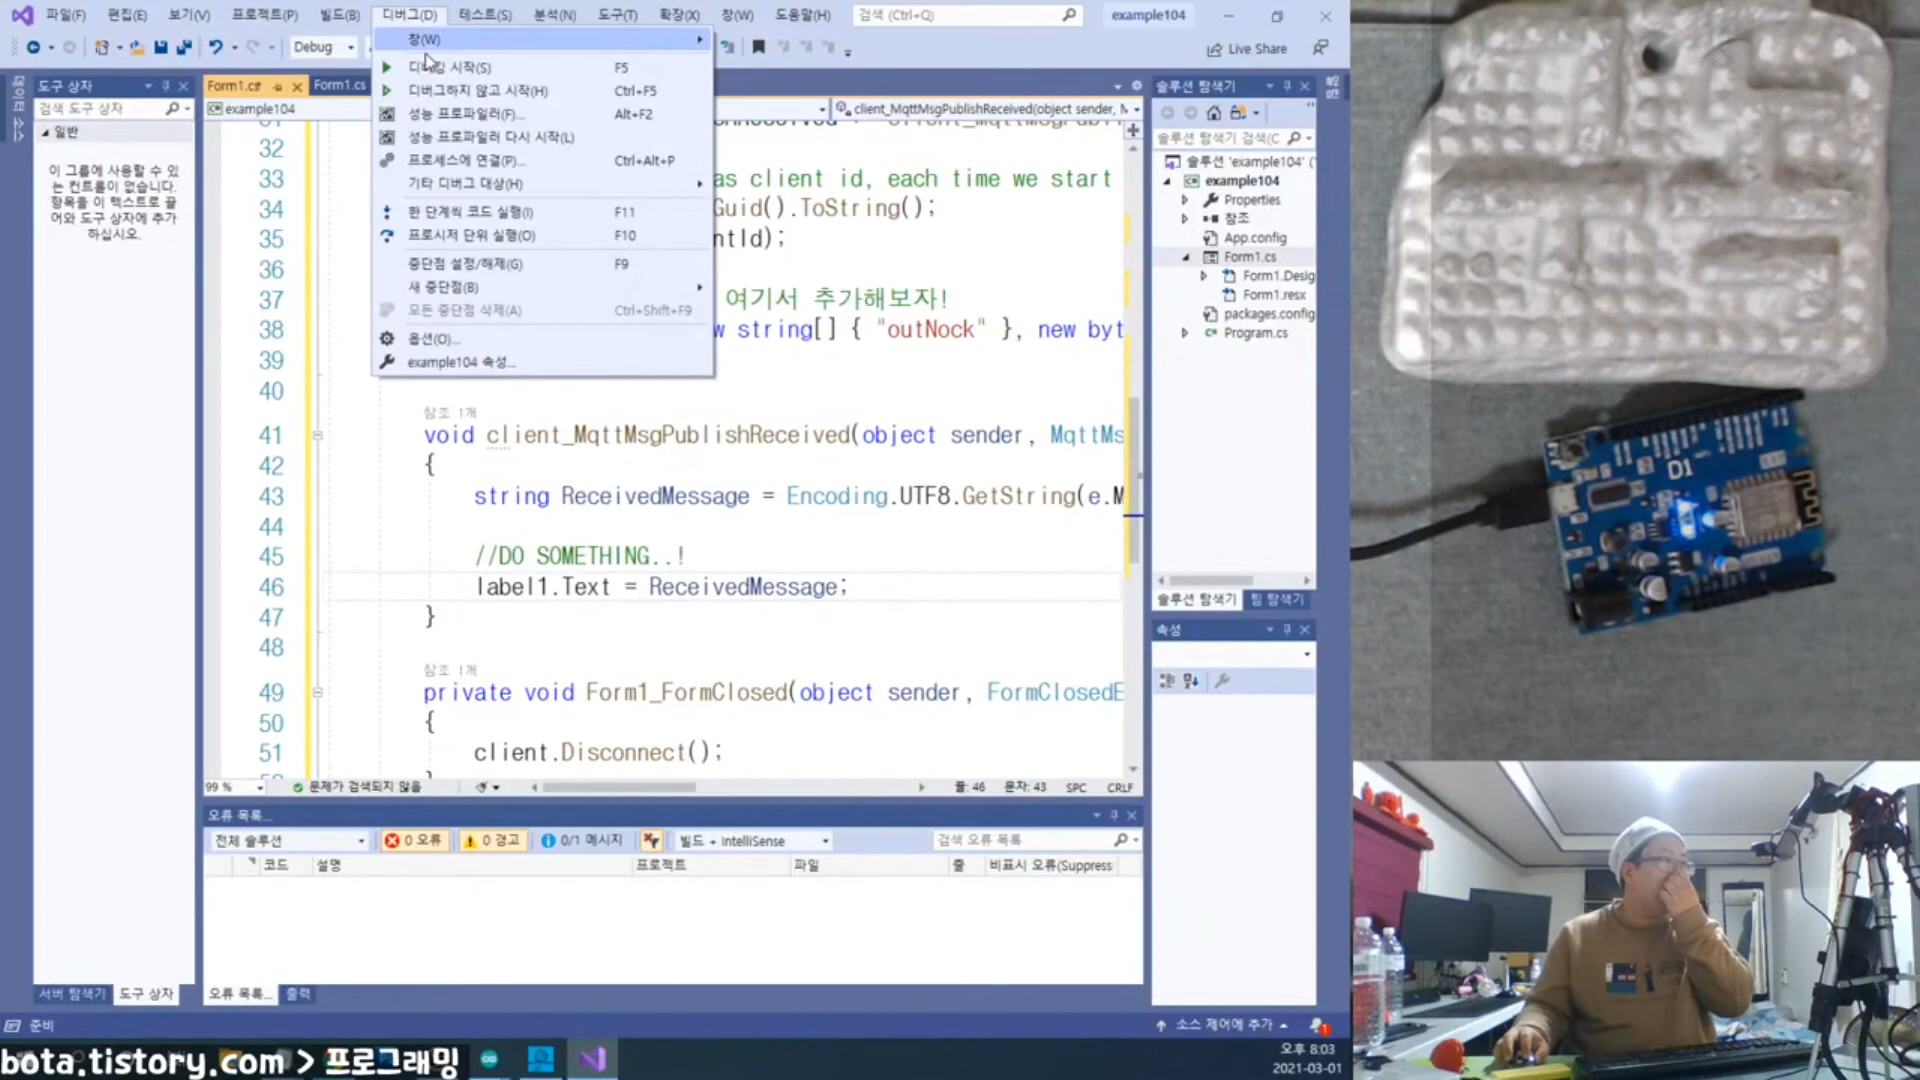 파일(F) 편집(E) 보기(V) 프로젝트(P) 빌드(B) 디버그(D) 테스트(S) 분석(N) 도구(T) 확장(X) 창(W) 도움말(H) 검색 (Ctrl+Q) example104
Debug Live Share
창(W)
디버깅 시작(S) F5
디버그하지 않고 시작(H) Ctrl+F5
성능 프로파일러(F)... Alt+F2
성능 프로파일러 다시 시작(L)
프로세스에 연결(P)... Ctrl+Alt+P
기타 디버그 대상(H)
한 단계씩 코드 실행(I) F11
프로시저 단위 실행(O) F10
중단점 설정/해제(G) F9
새 중단점(B)
모든 중단점 삭제(A) Ctrl+Shift+F9
옵션(O)...
example104 속성...
도구 상자
검색 도구 상자
일반
이 그룹에 사용할 수 있
는 컨트롤이 없습니다.
항목을 이 텍스트로 끌
어와 도구 상자에 추가
하십시오.
서버 탐색기 도구 상자
Form1.cs Form1.cs
example104 client_MqttMsgPublishReceived(object sender, M
32
33 as client id, each time we start
34 Guid().ToString();
35 ntId);
36
37 여기서 추가해보자!
38 w string[] { "outNock" }, new byt
39
40
참조 1개
41 void client_MqttMsgPublishReceived(object sender, MqttMs
42 {
43 string ReceivedMessage = Encoding.UTF8.GetString(e.M
44
45 //DO SOMETHING..!
46 label1.Text = ReceivedMessage;
47 }
48
참조 1개
49 private void Form1_FormClosed(object sender, FormClosedE
50 {
51 client.Disconnect();
99 % 문제가 검색되지 않음 줄: 46 문자: 43 SPC CRLF
오류 목록...
전체 솔루션 0 오류 0 경고 0/1 메시지 빌드 + IntelliSense 검색 오류 목록
코드 설명 프로젝트 파일 줄 비표시 오류(Suppress
오류 목록... 출력
솔루션 탐색기
솔루션 탐색기 검색(C
솔루션 'example104' (
example104
Properties
참조
App.config
Form1.cs
Form1.Desig
Form1.resx
packages.config
Program.cs
솔루션 탐색기 팀 탐색기
속성
준비 소스 제어에 추가 1
bota.tistory.com > 프로그래밍
오후 8:03
2021-03-01
D1